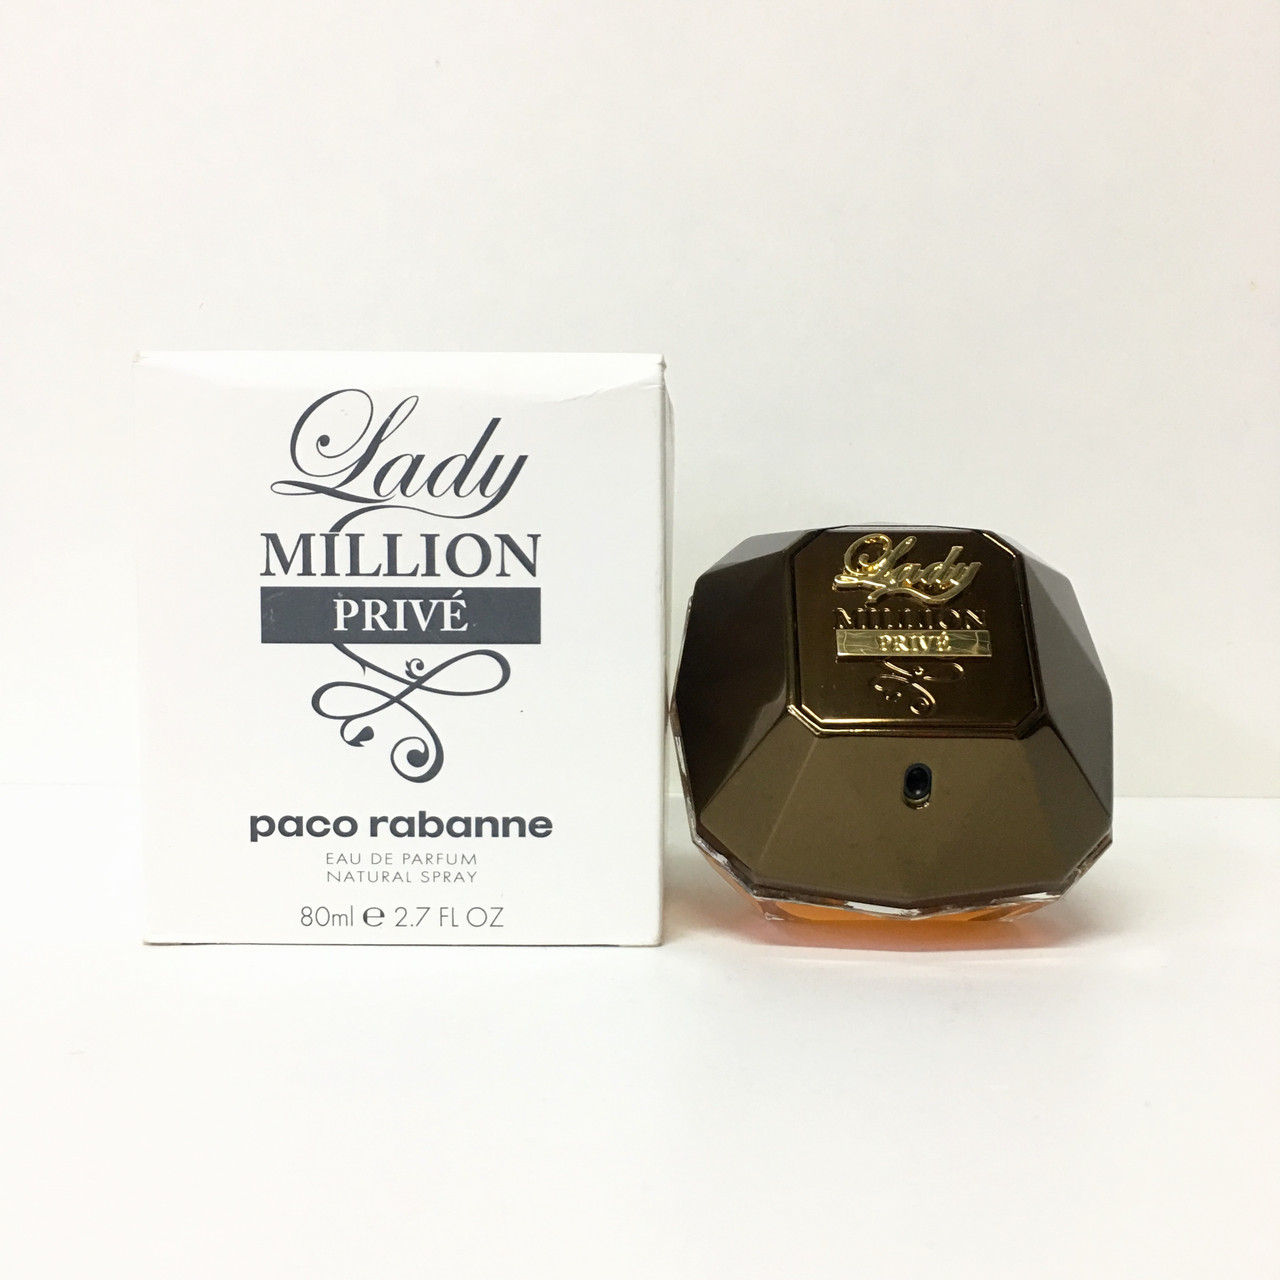 Lady
MILLION
PRIVÉ
paco rabanne
EAU DE PARFUM
NATURAL SPRAY
80ml e 2.7 FL OZ
Lady
MILLION
PRIVÉ